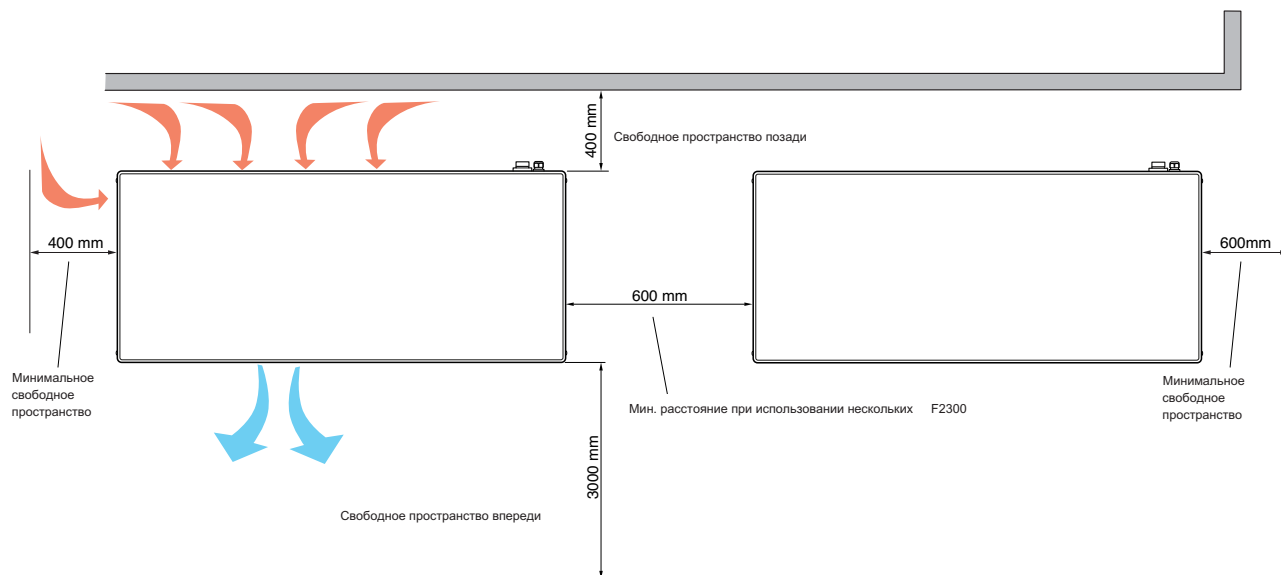 400 mm
Свободное пространство позади
400 mm
600mm
600 mm
Минимальное
свободное
пространство
Мин. расстояние при использовании нескольких F2300
Минимальное
свободное
пространство
3000 mm
Свободное пространство впереди